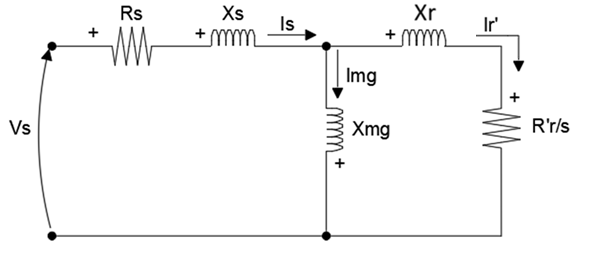 Rs Xs Is Xr Ir'
+ + +
Img
+
Vs Xmg R'r/s
+